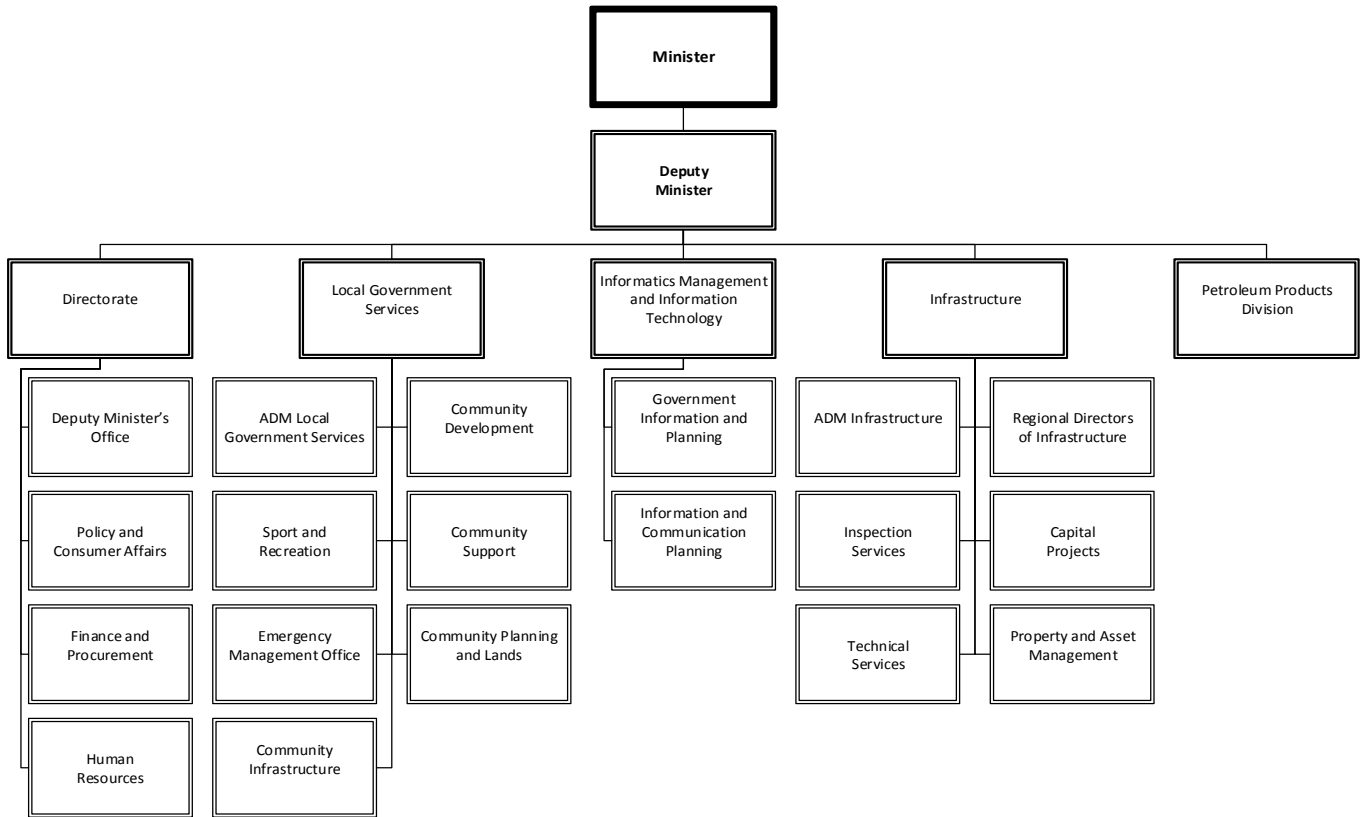 Minister
Deputy
Minister
Directorate
Local Government
Services
Informatics Management
and Information
Technology
Infrastructure
Petroleum Products
Division
Deputy Minister’s
Office
ADM Local
Government Services
Community
Development
Government
Information and
Planning
ADM Infrastructure
Regional Directors
of Infrastructure
Policy and
Consumer Affairs
Sport and
Recreation
Community
Support
Information and
Communication
Planning
Inspection
Services
Capital
Projects
Finance and
Procurement
Emergency
Management Office
Community Planning
and Lands
Technical
Services
Property and Asset
Management
Human
Resources
Community
Infrastructure